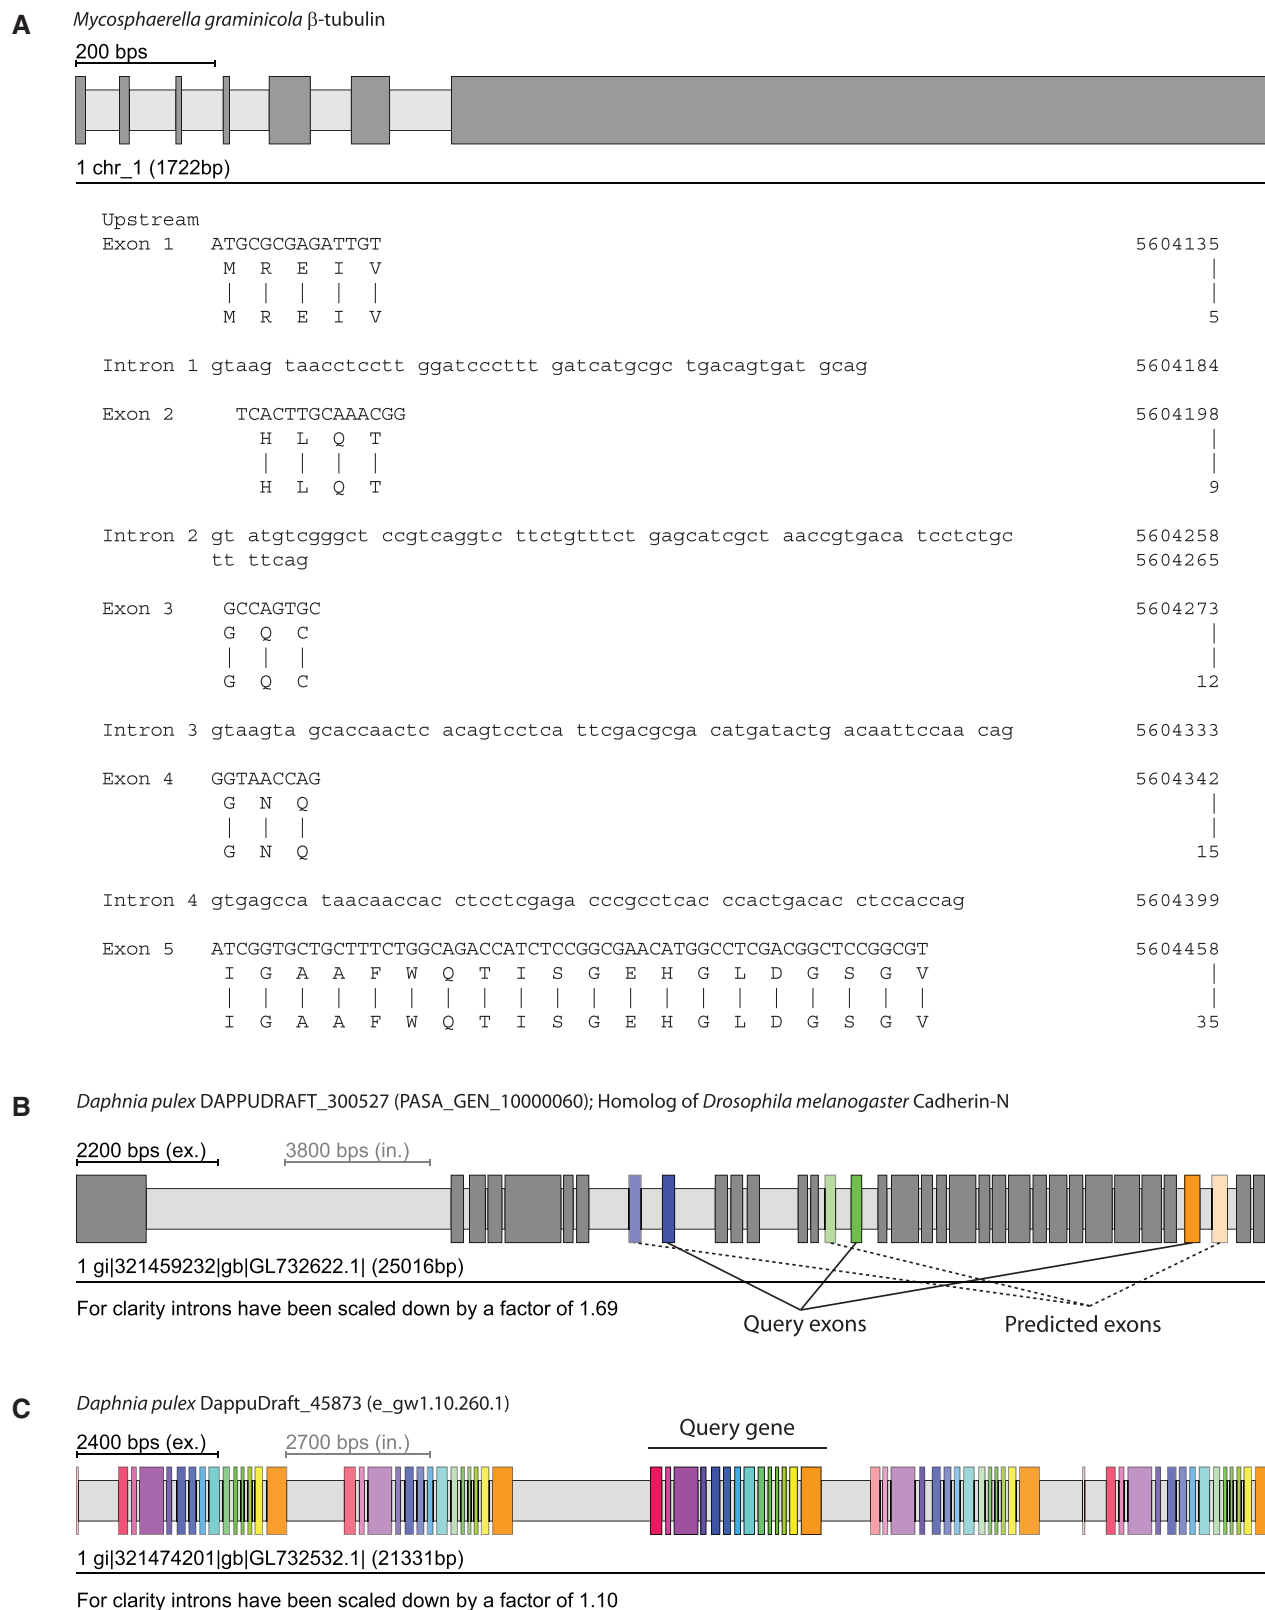 A
Mycosphaerella graminicola β-tubulin
200 bps
1 chr_1 (1722bp)
Upstream
Exon 1 ATGCGCGAGATTGT 5604135
M R E I V |
| | | | | |
M R E I V 5
Intron 1 gtaag taacctcctt ggatcccttt gatcatgcgc tgacagtgat gcag 5604184
Exon 2 TCACTTGCAAACGG 5604198
H L Q T |
| | | | |
H L Q T 9
Intron 2 gt atgtcgggct ccgtcaggtc ttctgtttct gagcatcgct aaccgtgaca tcctctgc 5604258
tt ttcag 5604265
Exon 3 GCCAGTGC 5604273
G Q C |
| | | |
G Q C 12
Intron 3 gtaagta gcaccaactc acagtcctca ttcgacgcga catgatactg acaattccaa cag 5604333
Exon 4 GGTAACCAG 5604342
G N Q |
| | | |
G N Q 15
Intron 4 gtgagcca taacaaccac ctcctcgaga cccgcctcac ccactgacac ctccaccag 5604399
Exon 5 ATCGGTGCTGCTTTCTGGCAGACCATCTCCGGCGAACATGGCCTCGACGGCTCCGGCGT 5604458
I G A A F W Q T I S G E H G L D G S G V |
| | | | | | | | | | | | | | | | | | | | |
I G A A F W Q T I S G E H G L D G S G V 35
B
Daphnia pulex DAPPUDRAFT_300527 (PASA_GEN_10000060); Homolog of Drosophila melanogaster Cadherin-N
2200 bps (ex.) 3800 bps (in.)
1 gi|321459232|gb|GL732622.1| (25016bp)
For clarity introns have been scaled down by a factor of 1.69
Query exons
Predicted exons
C
Daphnia pulex DappuDraft_45873 (e_gw1.10.260.1)
Query gene
2400 bps (ex.) 2700 bps (in.)
1 gi|321474201|gb|GL732532.1| (21331bp)
For clarity introns have been scaled down by a factor of 1.10